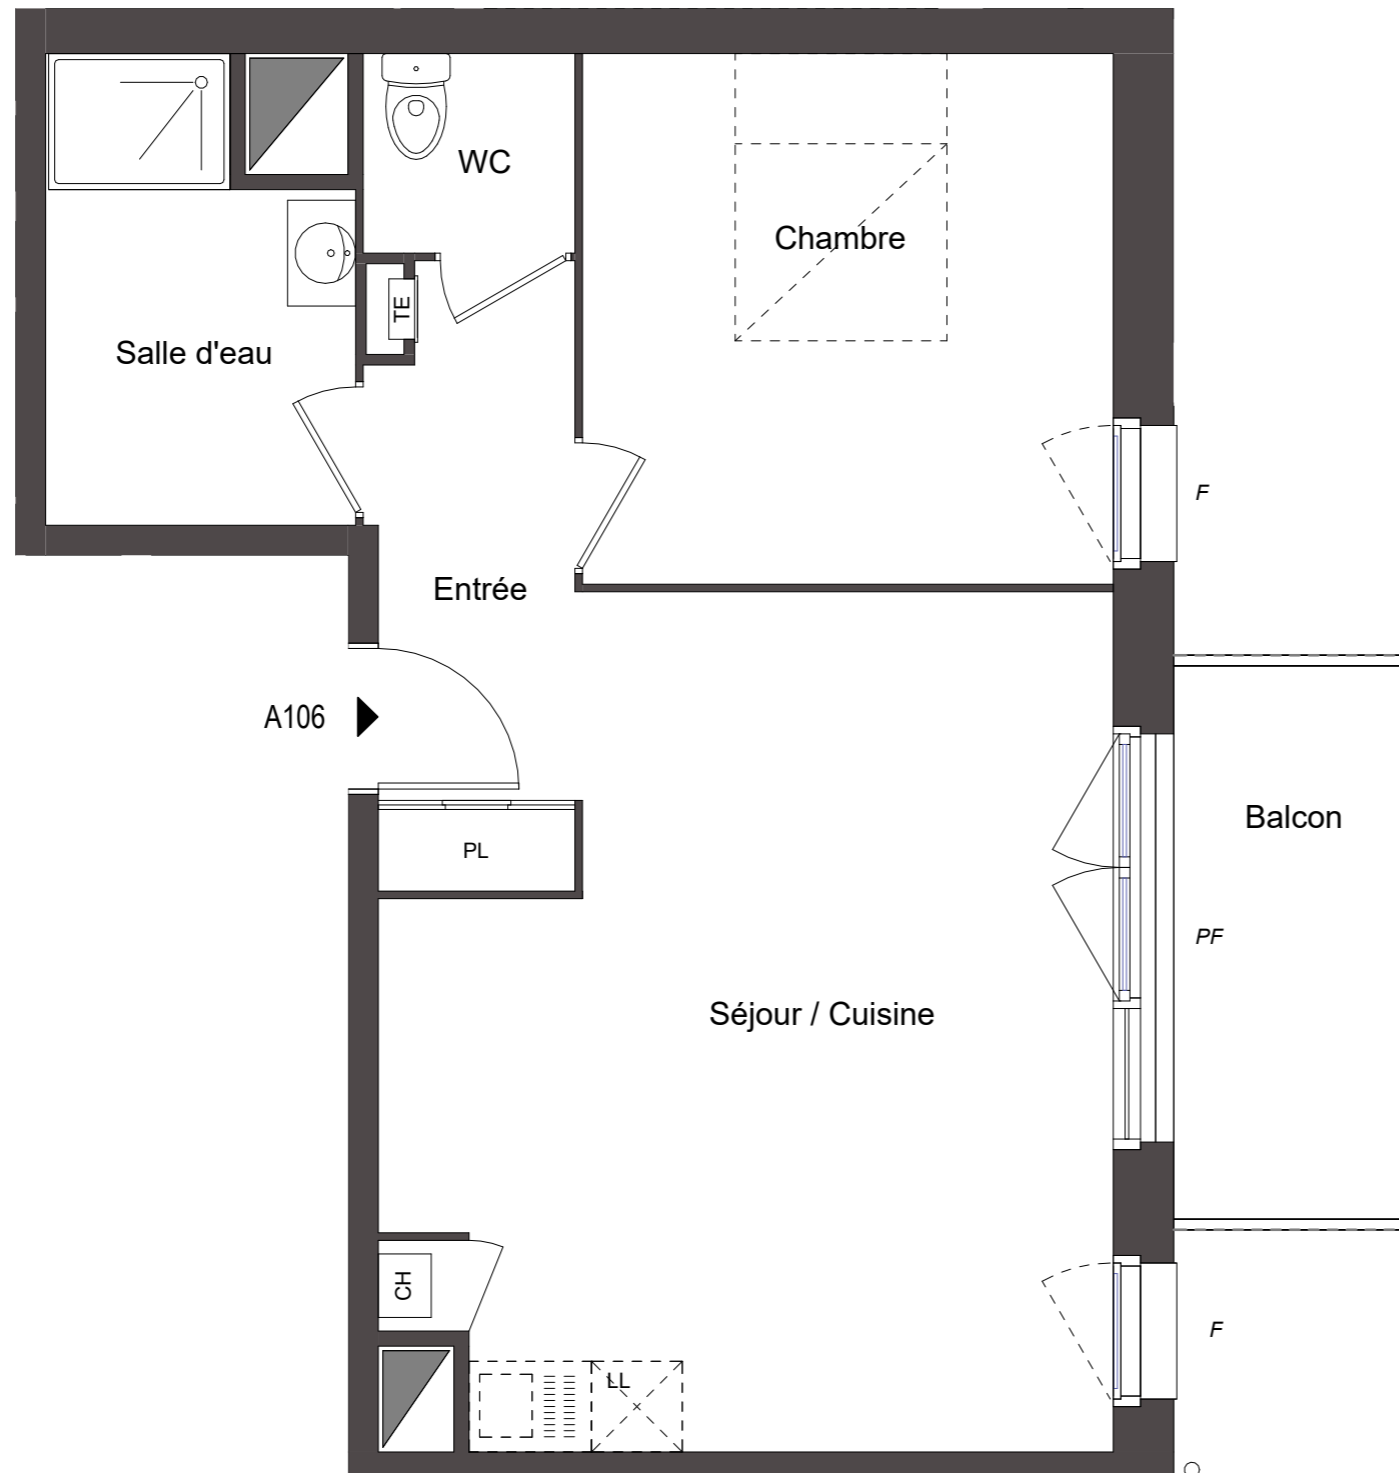 WC
Chambre
TE
Salle d'eau
F
Entrée
A106
Balcon
PL
PF
Séjour / Cuisine
CH
F
LL